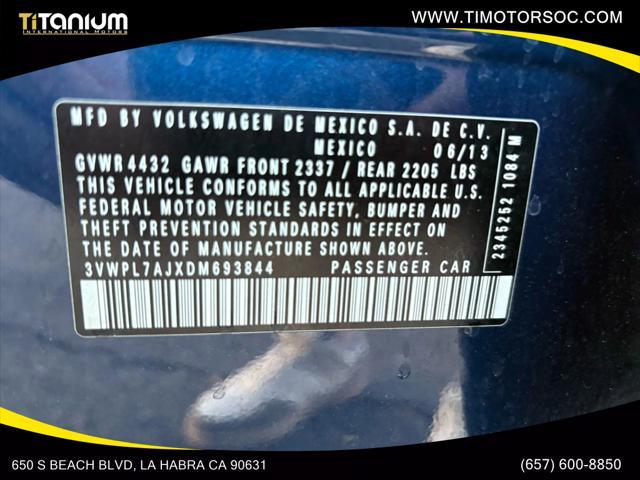 TiTANIUM
INTERNATIONAL MOTORS
WWW.TIMOTORSOC.COM
MFD BY VOLKSWAGEN DE MEXICO S.A. DE C.V.
MEXICO 06/13
GVWR 4432 GAWR FRONT 2337 / REAR 2205 LBS
THIS VEHICLE CONFORMS TO ALL APPLICABLE U.S.
FEDERAL MOTOR VEHICLE SAFETY, BUMPER AND
THEFT PREVENTION STANDARDS IN EFFECT ON
THE DATE OF MANUFACTURE SHOWN ABOVE.
3VWPL7AJXDM693844 PASSENGER CAR
2345252 1084 M
650 S BEACH BLVD, LA HABRA CA 90631
(657) 600-8850